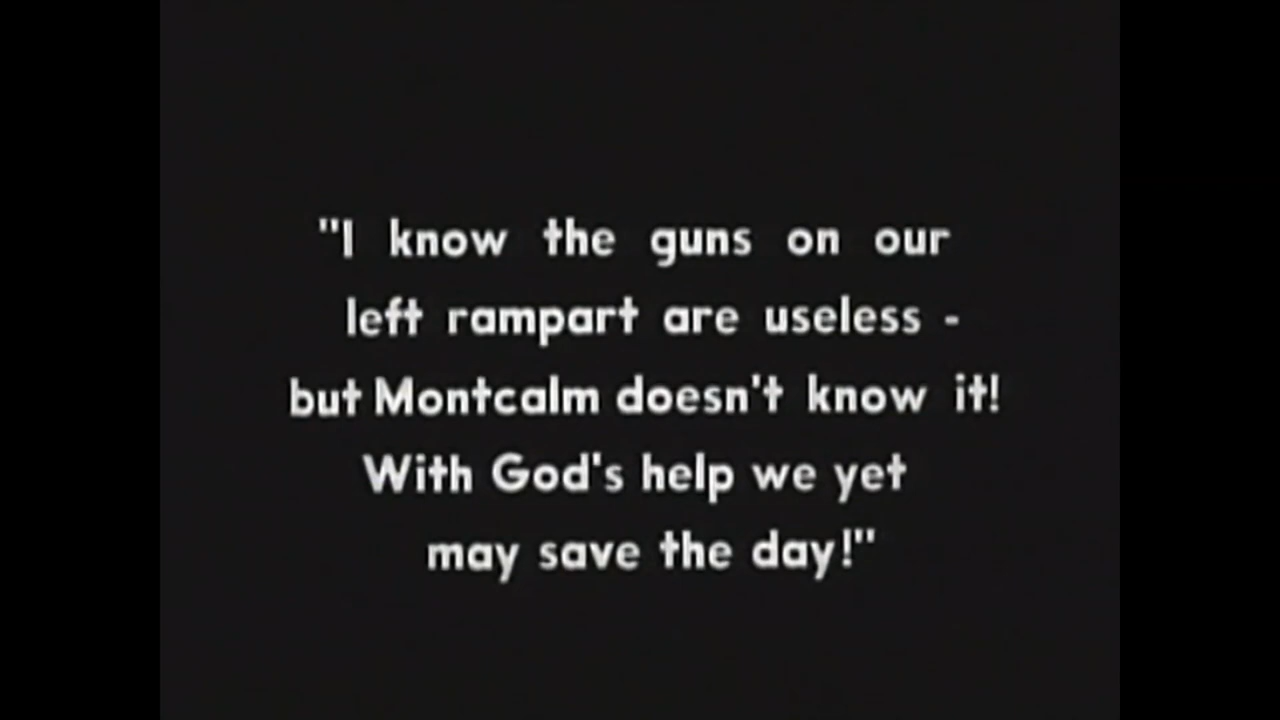 "I know the guns on our
left rampart are useless -
but Montcalm doesn't know it!
With God's help we yet
may save the day!"